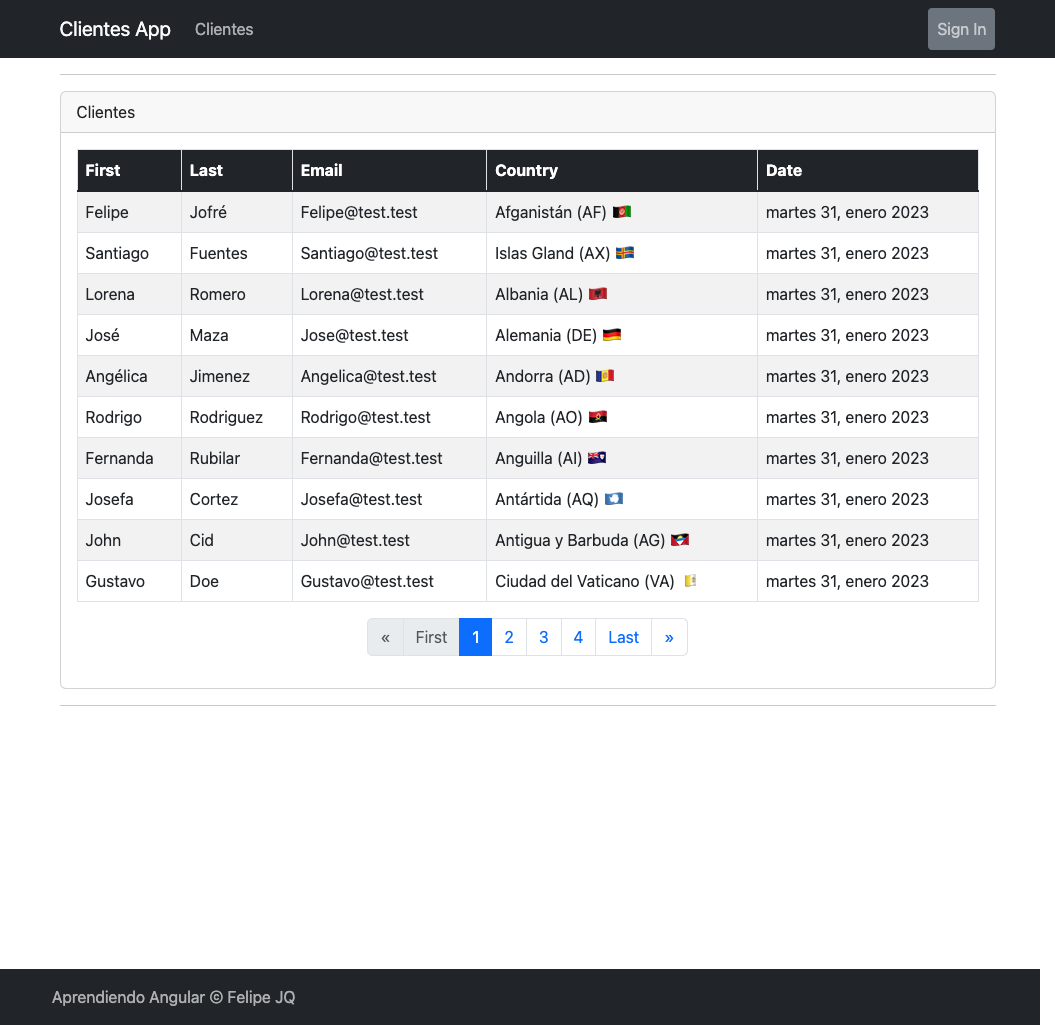 Clientes App Clientes Sign In
Clientes
First Last Email Country Date
Felipe Jofré Felipe@test.test Afganistán (AF) martes 31, enero 2023
Santiago Fuentes Santiago@test.test Islas Gland (AX) martes 31, enero 2023
Lorena Romero Lorena@test.test Albania (AL) martes 31, enero 2023
José Maza Jose@test.test Alemania (DE) martes 31, enero 2023
Angélica Jimenez Angelica@test.test Andorra (AD) martes 31, enero 2023
Rodrigo Rodriguez Rodrigo@test.test Angola (AO) martes 31, enero 2023
Fernanda Rubilar Fernanda@test.test Anguilla (AI) martes 31, enero 2023
Josefa Cortez Josefa@test.test Antártida (AQ) martes 31, enero 2023
John Cid John@test.test Antigua y Barbuda (AG) martes 31, enero 2023
Gustavo Doe Gustavo@test.test Ciudad del Vaticano (VA) martes 31, enero 2023
« First 1 2 3 4 Last »
Aprendiendo Angular © Felipe JQ